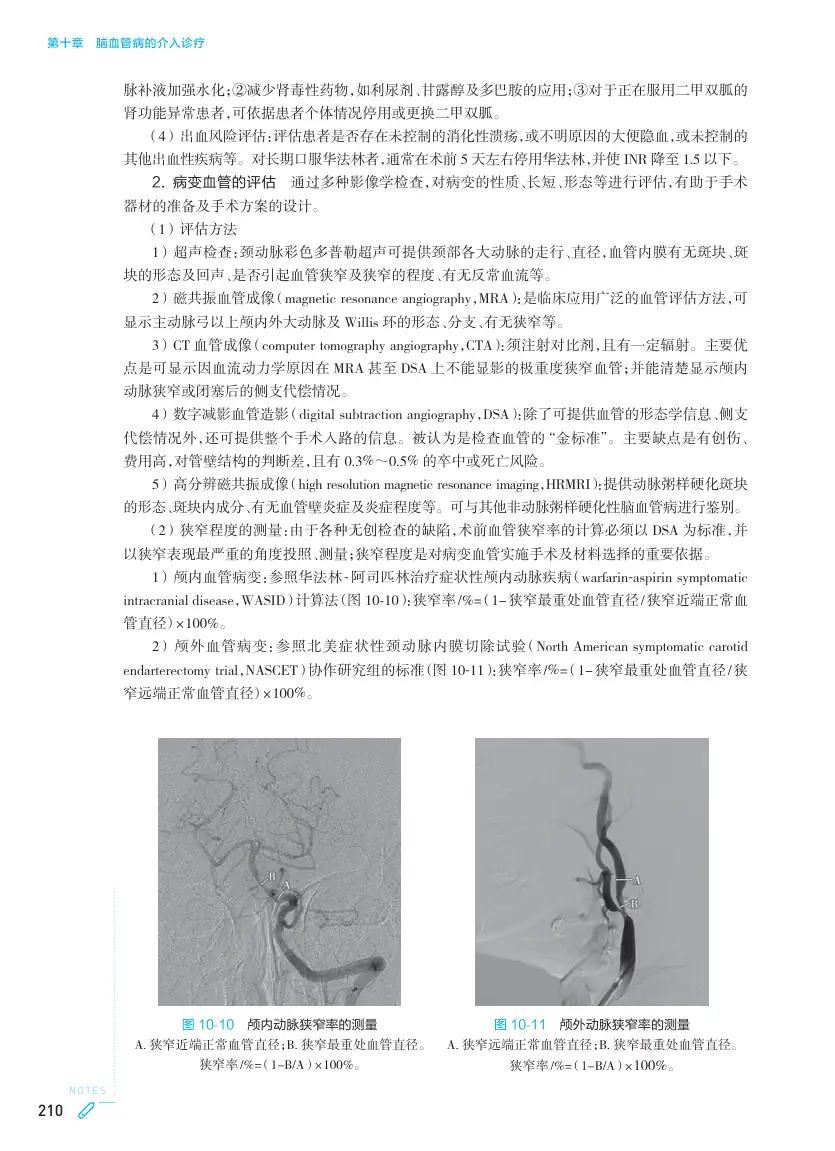 第十章 脑血管病的介入诊疗
脉补液加强水化;②减少肾毒性药物,如利尿剂、甘露醇及多巴胺的应用;③对于正在服用二甲双胍的
肾功能异常患者,可依据患者个体情况停用或更换二甲双胍。
(4)出血风险评估:评估患者是否存在未控制的消化性溃疡,或不明原因的大便隐血,或未控制的
其他出血性疾病等。对长期口服华法林者,通常在术前 5 天左右停用华法林,并使 INR 降至 1.5 以下。
2. 病变血管的评估 通过多种影像学检查,对病变的性质、长短、形态等进行评估,有助于手术
器材的准备及手术方案的设计。
(1)评估方法
1)超声检查:颈动脉彩色多普勒超声可提供颈部各大动脉的走行、直径,血管内膜有无斑块、斑
块的形态及回声、是否引起血管狭窄及狭窄的程度、有无反常血流等。
2)磁共振血管成像(magnetic resonance angiography,MRA):是临床应用广泛的血管评估方法,可
显示主动脉弓以上颅内外大动脉及 Willis 环的形态、分支、有无狭窄等。
3)CT 血管成像(computer tomography angiography,CTA):须注射对比剂,且有一定辐射。主要优
点是可显示因血流动力学原因在 MRA 甚至 DSA 上不能显影的极重度狭窄血管;并能清楚显示颅内
动脉狭窄或闭塞后的侧支代偿情况。
4)数字减影血管造影(digital subtraction angiography,DSA):除了可提供血管的形态学信息、侧支
代偿情况外,还可提供整个手术入路的信息。被认为是检查血管的“金标准”。主要缺点是有创伤、
费用高,对管壁结构的判断差,且有 0.3%~0.5% 的卒中或死亡风险。
5)高分辨磁共振成像(high resolution magnetic resonance imaging,HRMRI):提供动脉粥样硬化斑块
的形态、斑块内成分、有无血管壁炎症及炎症程度等。可与其他非动脉粥样硬化性脑血管病进行鉴别。
(2)狭窄程度的测量:由于各种无创检查的缺陷,术前血管狭窄率的计算必须以 DSA 为标准,并
以狭窄表现最严重的角度投照、测量;狭窄程度是对病变血管实施手术及材料选择的重要依据。
1)颅内血管病变:参照华法林-阿司匹林治疗症状性颅内动脉疾病(warfarin-aspirin symptomatic
intracranial disease,WASID)计算法(图 10-10):狭窄率/%=(1-狭窄最重处血管直径/狭窄近端正常血
管直径)×100%。
2)颅外血管病变:参照北美症状性颈动脉内膜切除试验(North American symptomatic carotid
endarterectomy trial,NASCET)协作研究组的标准(图 10-11):狭窄率/%=(1-狭窄最重处血管直径/狭
窄远端正常血管直径)×100%。
B
A
A
B
图 10-10 颅内动脉狭窄率的测量
A. 狭窄近端正常血管直径;B. 狭窄最重处血管直径。
狭窄率/%=(1-B/A)×100%。
图 10-11 颅外动脉狭窄率的测量
A. 狭窄远端正常血管直径;B. 狭窄最重处血管直径。
狭窄率/%=(1-B/A)×100%。
NOTES
210